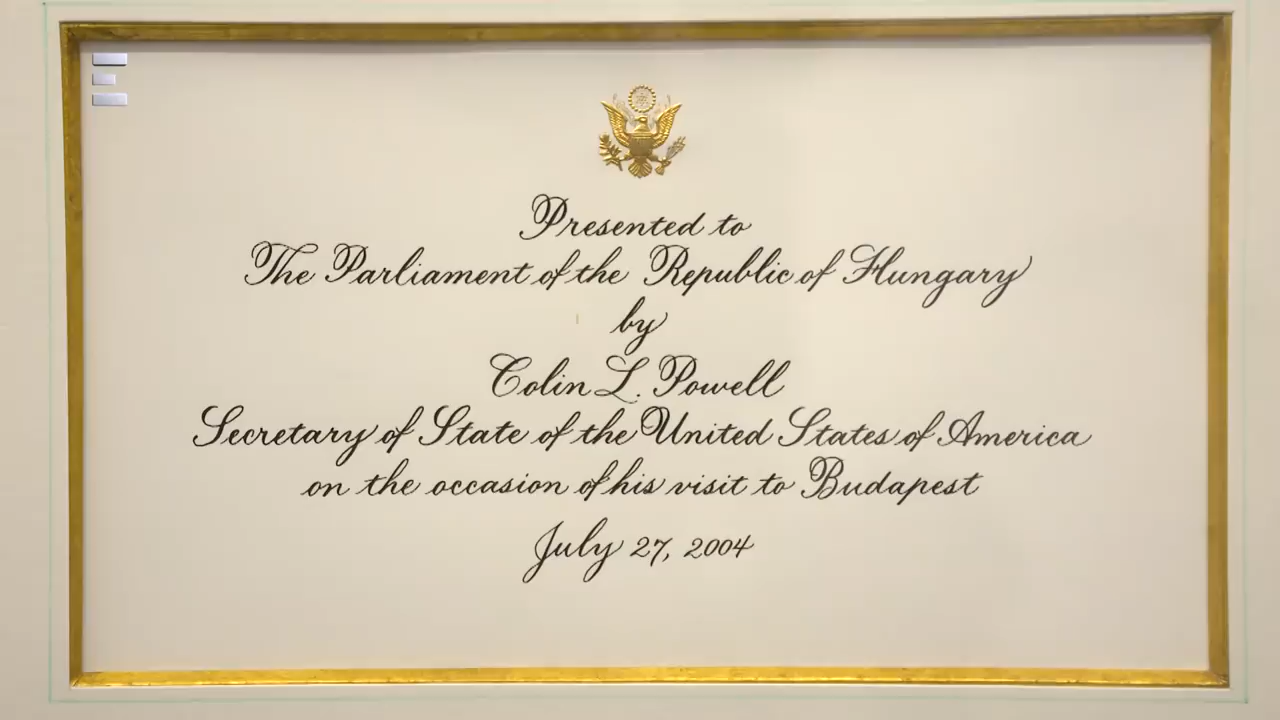 Presented to
The Parliament of the Republic of Hungary
by
Colin L. Powell
Secretary of State of the United States of America
on the occasion of his visit to Budapest
July 27, 2004